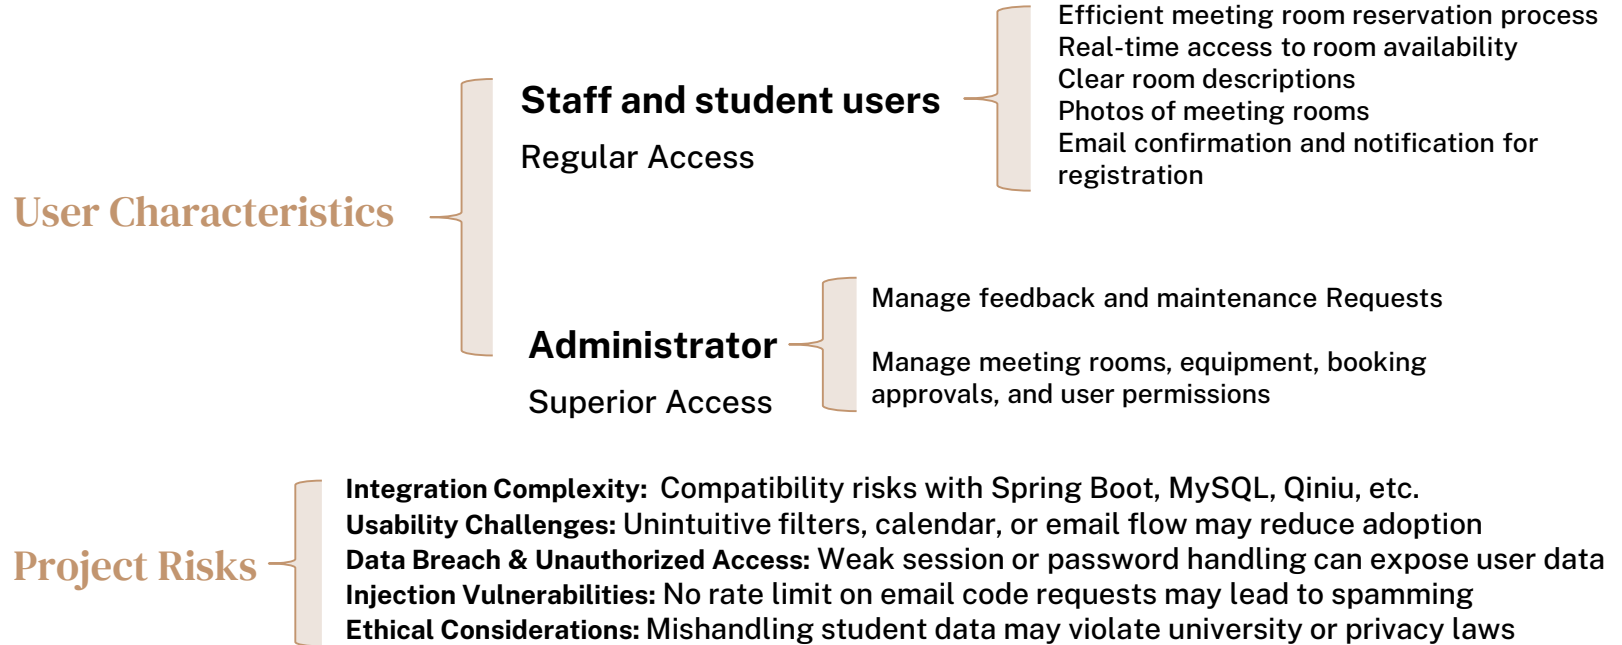 User Characteristics
Staff and student users
Regular Access
Efficient meeting room reservation process
Real-time access to room availability
Clear room descriptions
Photos of meeting rooms
Email confirmation and notification for
registration
Administrator
Superior Access
Manage feedback and maintenance Requests
Manage meeting rooms, equipment, booking
approvals, and user permissions
Project Risks
Integration Complexity: Compatibility risks with Spring Boot, MySQL, Qiniu, etc.
Usability Challenges: Unintuitive filters, calendar, or email flow may reduce adoption
Data Breach & Unauthorized Access: Weak session or password handling can expose user data
Injection Vulnerabilities: No rate limit on email code requests may lead to spamming
Ethical Considerations: Mishandling student data may violate university or privacy laws